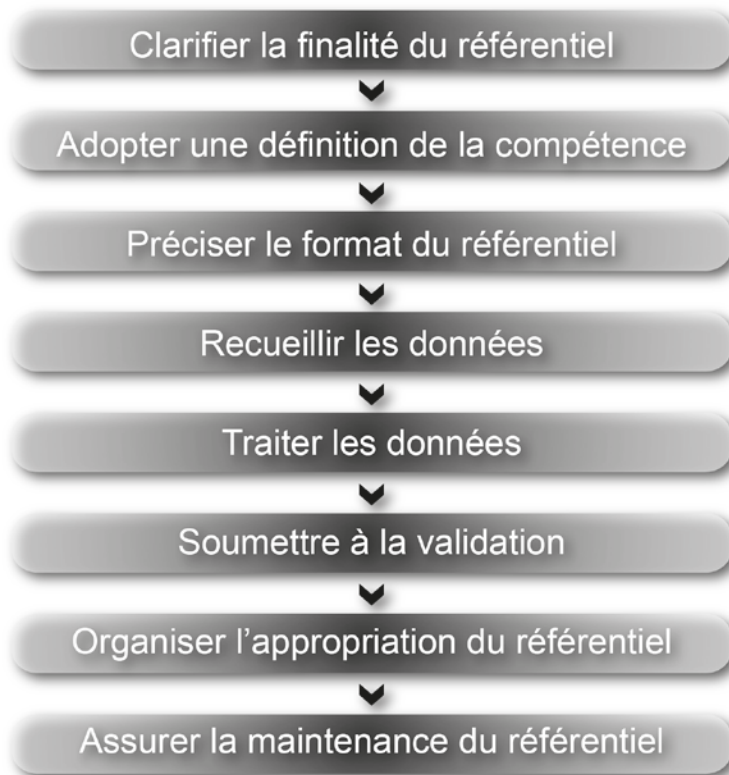 Clarifier la finalité du référentiel
Adopter une définition de la compétence
Préciser le format du référentiel
Recueillir les données
Traiter les données
Soumettre à la validation
Organiser l’appropriation du référentiel
Assurer la maintenance du référentiel